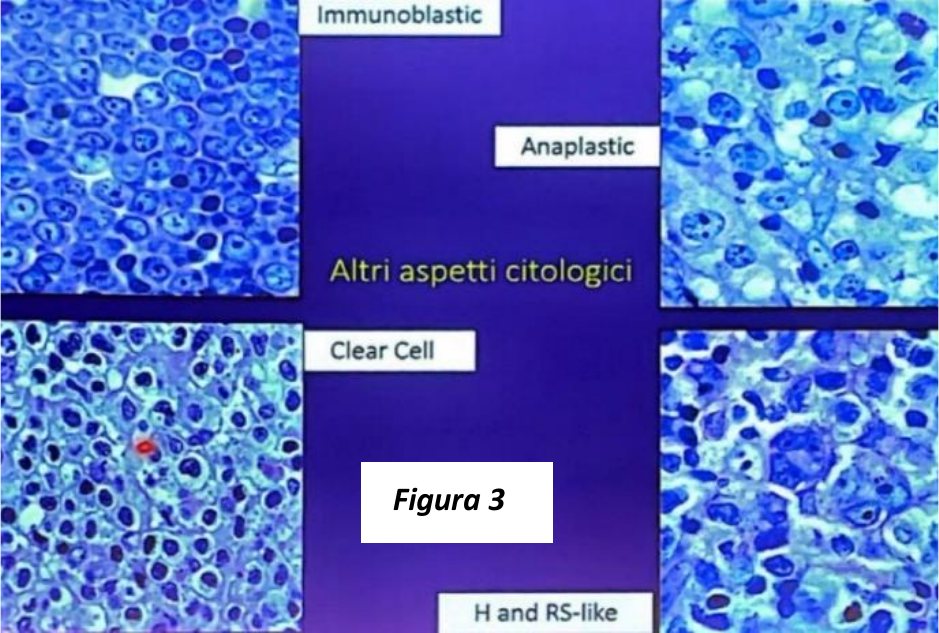 Immunoblastic
Anaplastic
Altri aspetti citologici
Clear Cell
Figura 3
H and RS-like